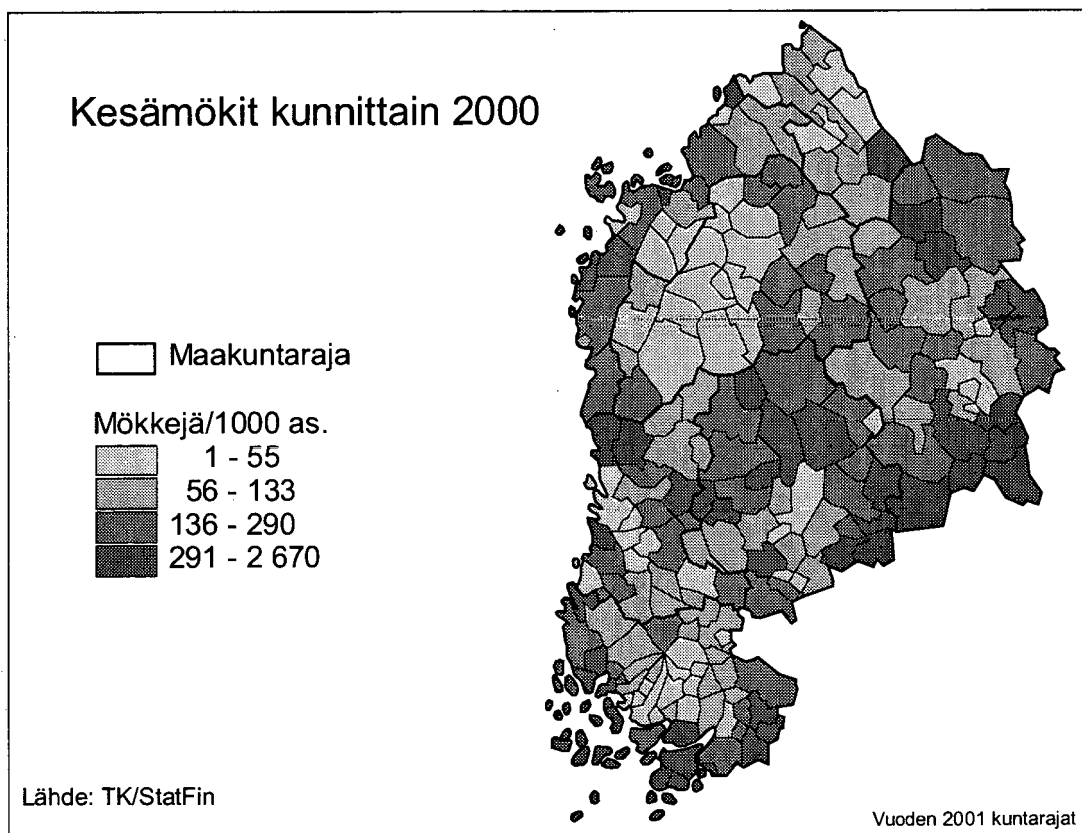 Kesämökit kunnittain 2000
Maakuntaraja
Mökkejä/1000 as.
1 - 55
56 - 133
136 - 290
291 - 2 670
Lähde: TK/StatFin
Vuoden 2001 kuntarajat